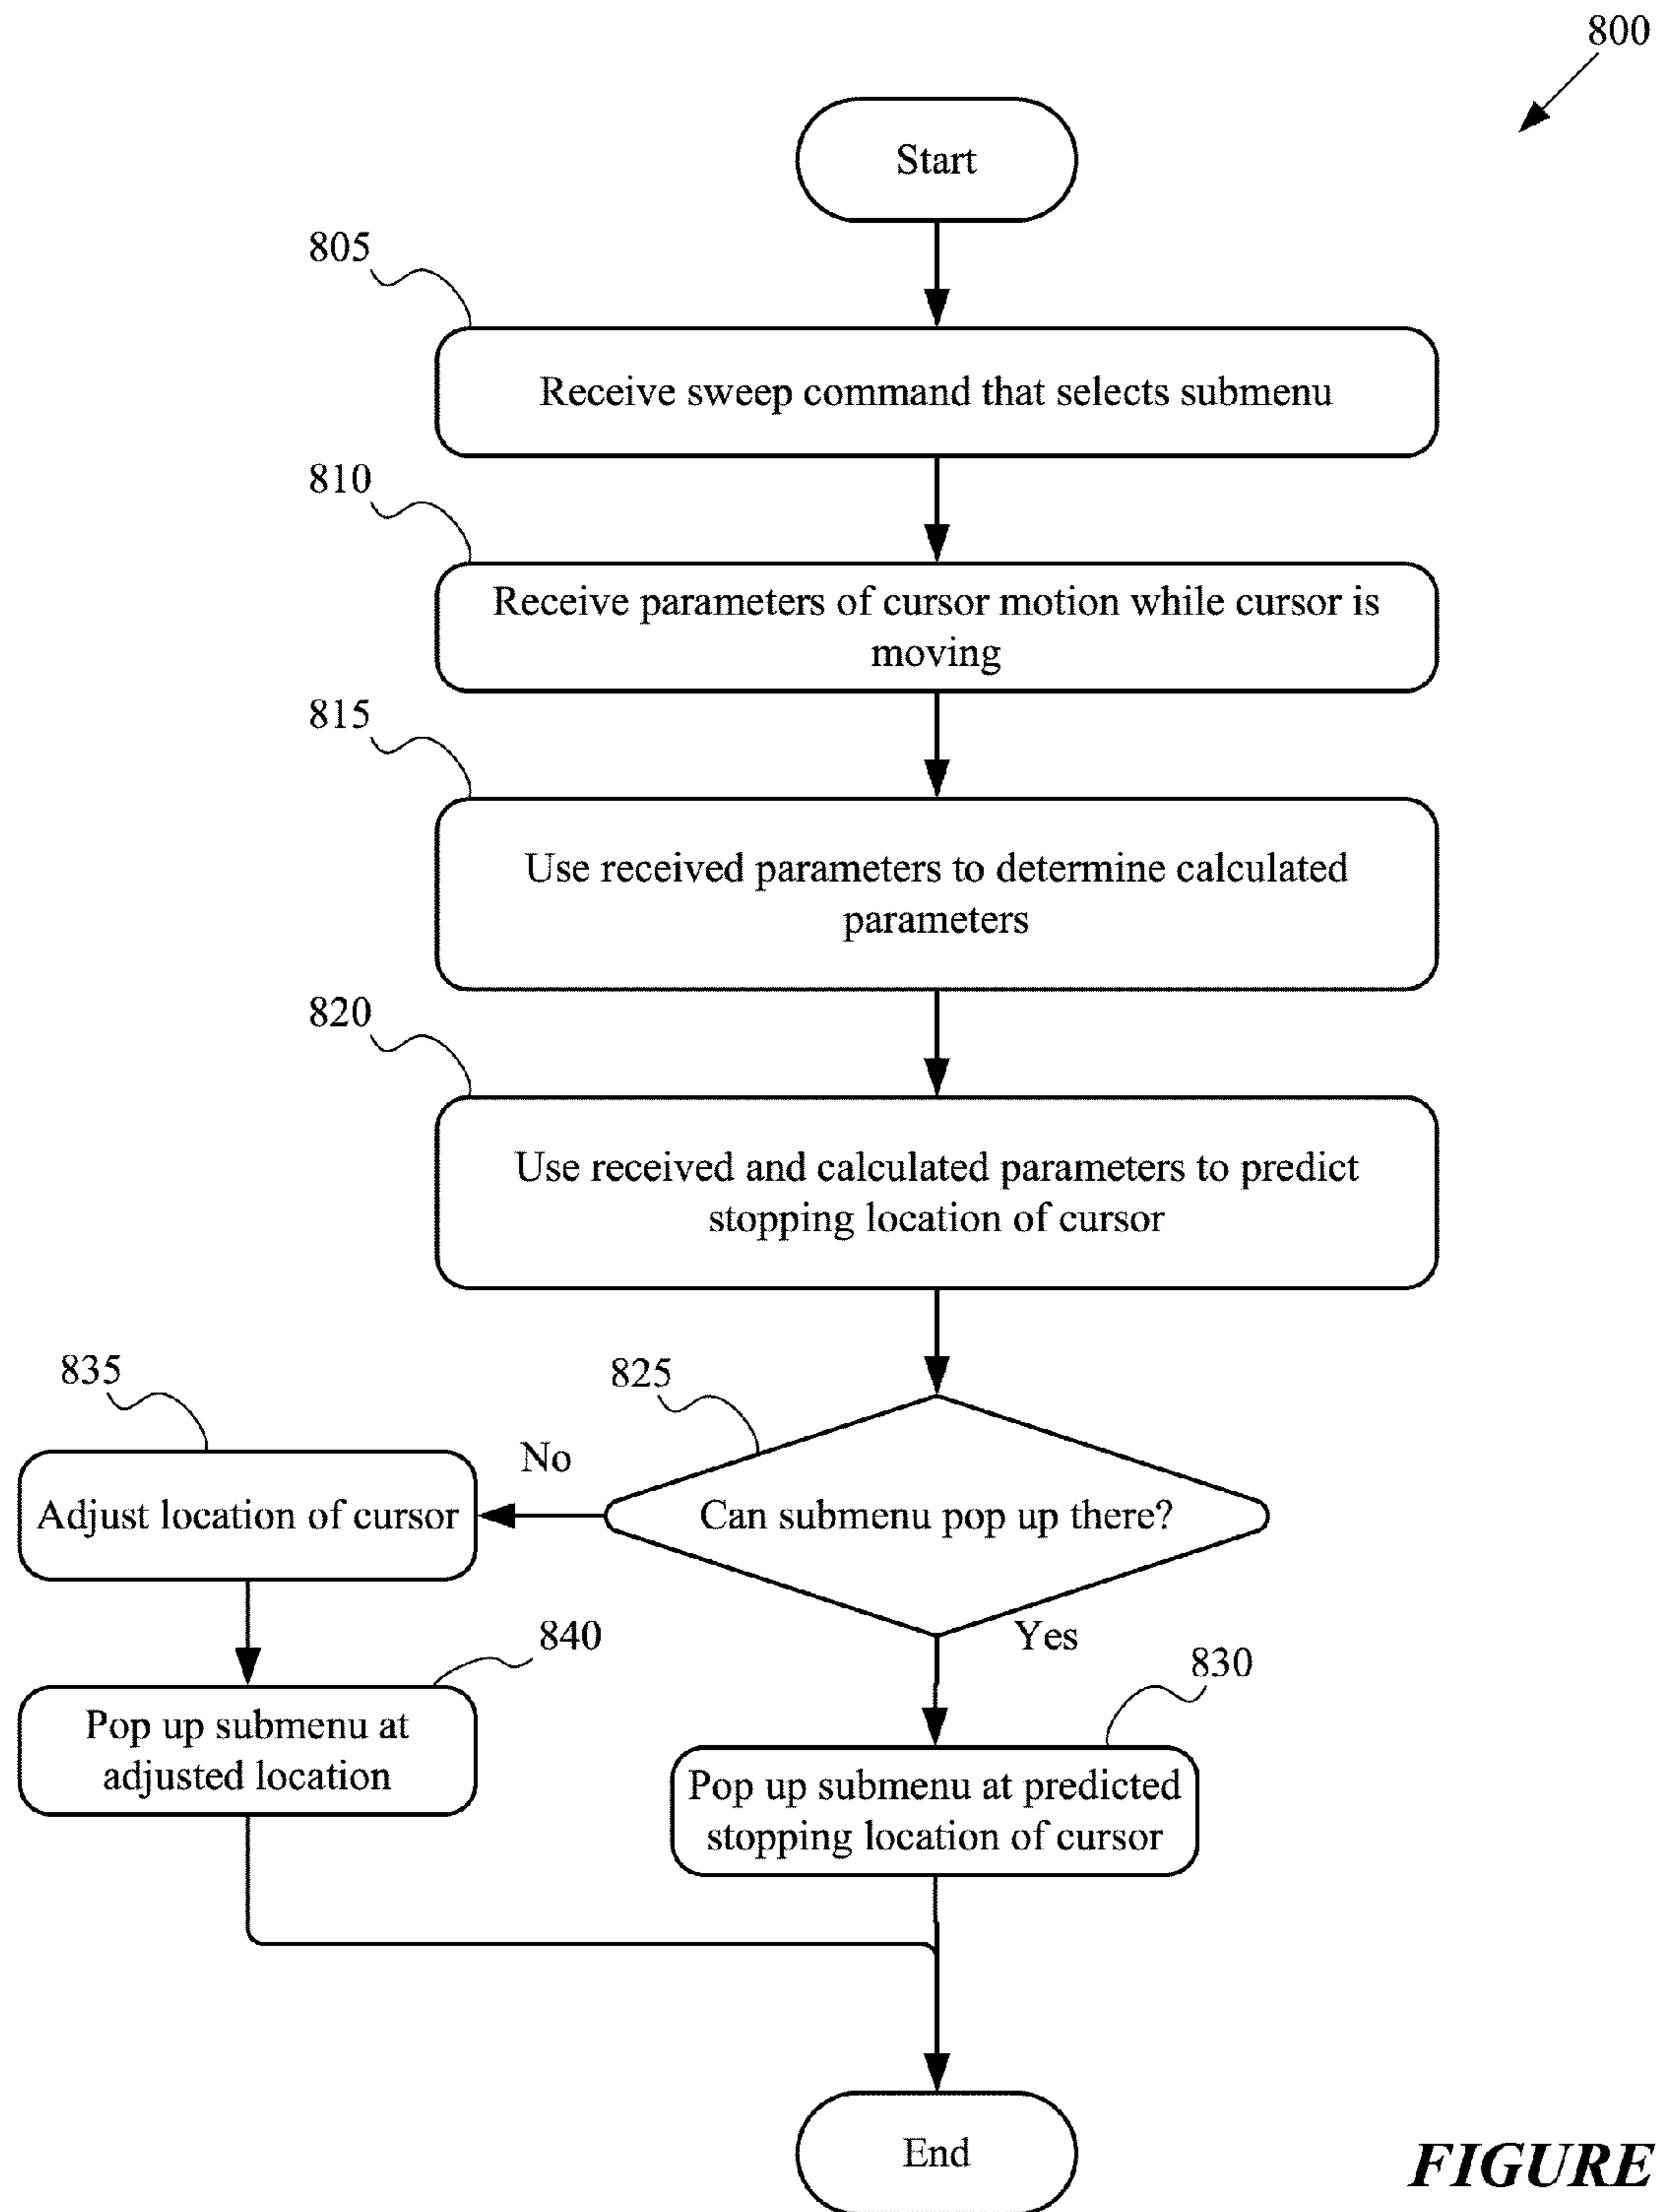 800
Start
805
Receive sweep command that selects submenu
810
Receive parameters of cursor motion while cursor is
moving
815
Use received parameters to determine calculated
parameters
820
Use received and calculated parameters to predict
stopping location of cursor
835
825
No
Adjust location of cursor
Can submenu pop up there?
840
Yes
830
Pop up submenu at
adjusted location
Pop up submenu at predicted
stopping location of cursor
End
FIGURE